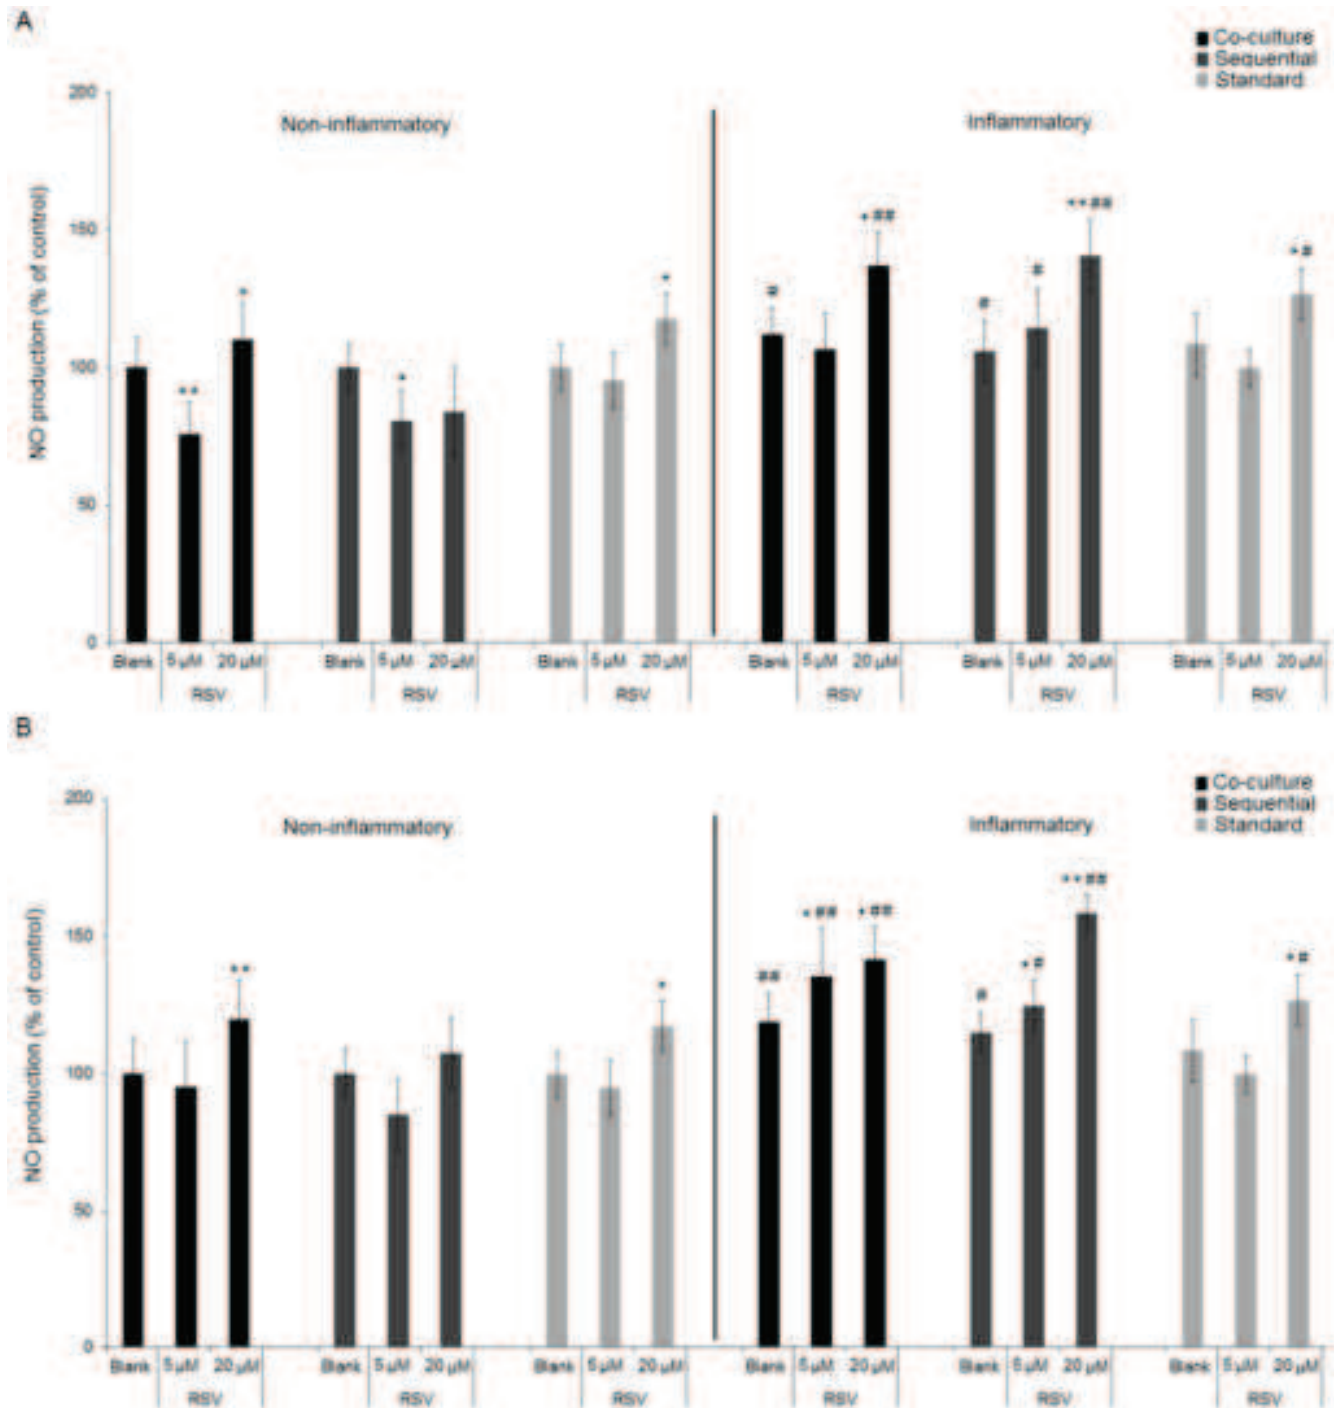 A
Co-culture
Sequential
Standard
Non-inflammatory
Inflammatory
NO production (% of control)
200
150
100
50
0
** * * * # *## # # **## *#
Blank 5 µM 20 µM Blank 5 µM 20 µM Blank 5 µM 20 µM Blank 5 µM 20 µM Blank 5 µM 20 µM Blank 5 µM 20 µM
RSV RSV RSV RSV RSV RSV
B
Co-culture
Sequential
Standard
Non-inflammatory
Inflammatory
NO production (% of control)
200
150
100
50
0
** * ## *## *## # *# **## *#
Blank 5 µM 20 µM Blank 5 µM 20 µM Blank 5 µM 20 µM Blank 5 µM 20 µM Blank 5 µM 20 µM Blank 5 µM 20 µM
RSV RSV RSV RSV RSV RSV